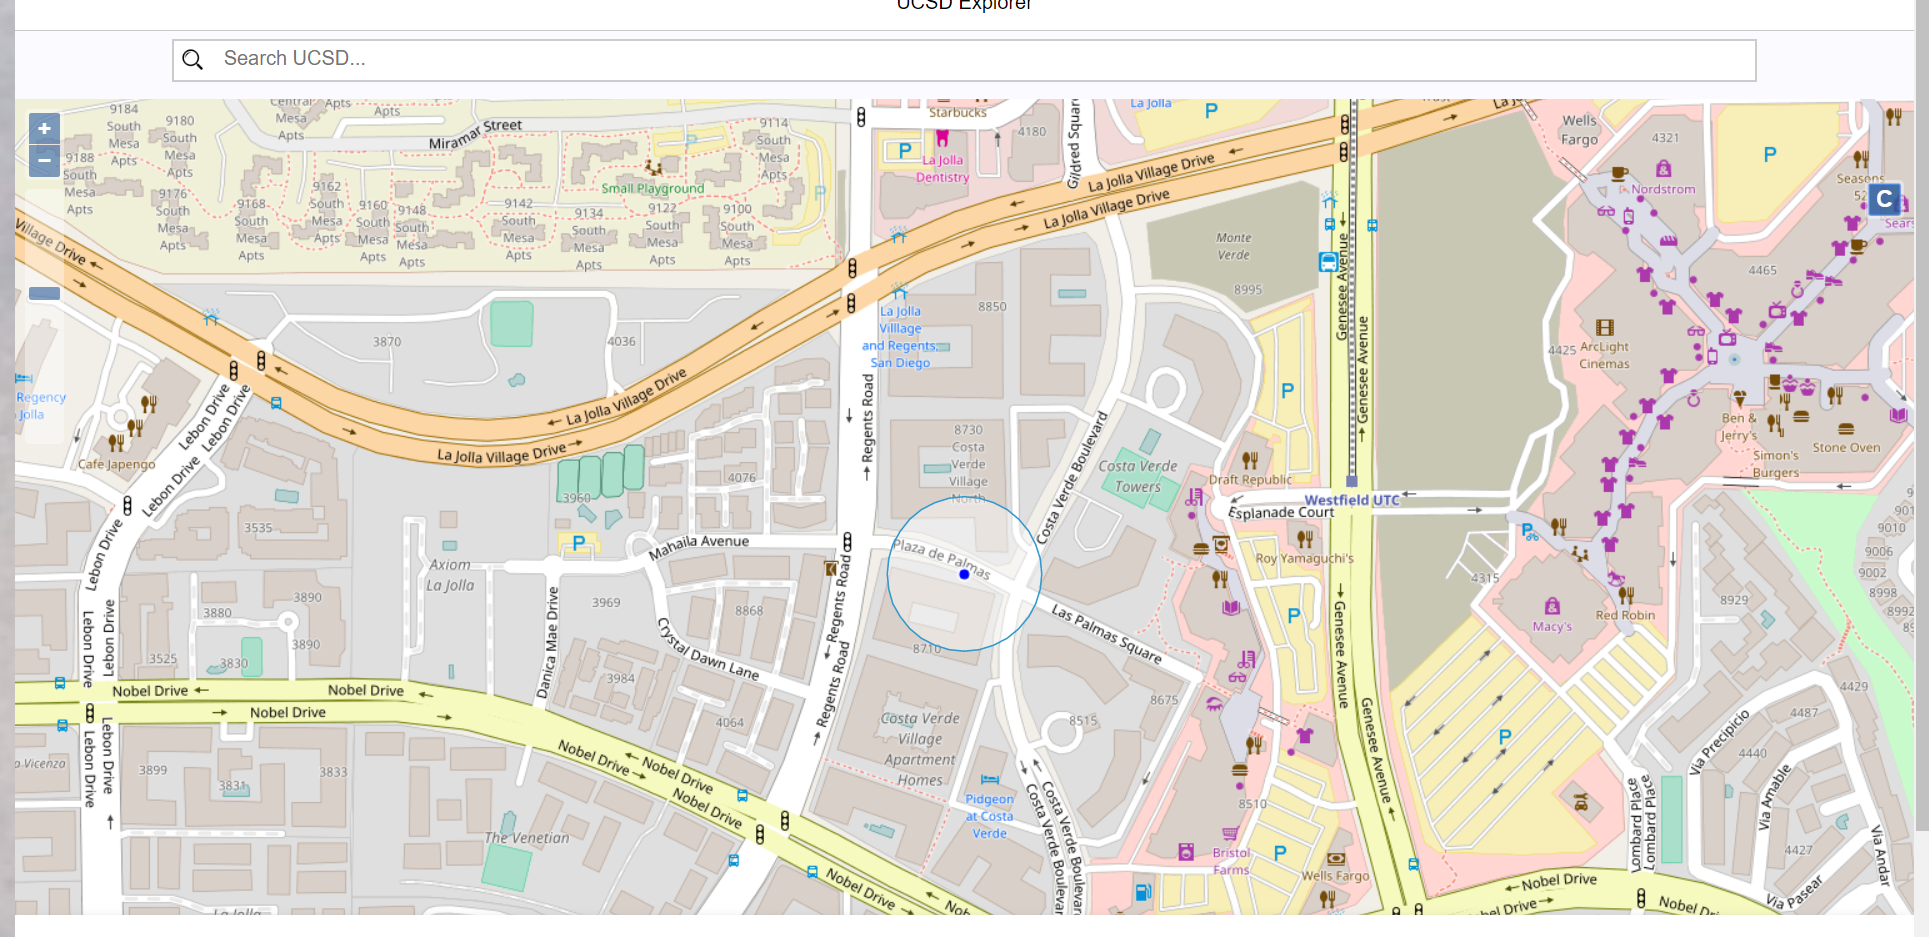 UCSD Explorer
Search UCSD...
+
−
C
9184
South
Mesa
Apts
9180
South
Mesa
Apts
Central
Apts
Mesa
Apts
Miramar Street
9114
South
Mesa
Apts
P
9188
South
Mesa
Apts
9176
South
Mesa
Apts
9168
South
Mesa
Apts
9162
South
Mesa
Apts
9160
South
Mesa
Apts
9148
South
Mesa
Apts
9142
South
Mesa
Apts
9134
South
Mesa
Apts
9122
South
Mesa
Apts
9100
South
Mesa
Apts
Small Playground
P
Starbucks
P
La Jolla
Dentistry
4180
La Jolla
P
La Jolla Village Drive
La Jolla Village Drive
Village Drive
Monte
Verde
8995
Genesee Avenue
Genesee Avenue
Wells
Fargo
4321
Nordstrom
P
Seasons
Sears
4465
4425
ArcLight
Cinemas
Ben &
Jerry's
Stone Oven
Simon's
Burgers
3870
4036
La Jolla Village Drive
La Jolla Village Drive
8850
La Jolla
Villlage
and Regents,
San Diego
Regents Road
P
Regency
Jolla
Cafe Japengo
Lebon Drive
Lebon Drive
Lebon Drive
Lebon Drive
3535
3960
P
4076
8730
Costa
Verde
Village
North
Costa Verde Boulevard
Costa Verde
Towers
Draft Republic
Westfield UTC
Esplanade Court
Roy Yamaguchi's
Mahaila Avenue
Axiom
La Jolla
Plaza de Palmas
Las Palmas Square
P
4315
Macy's
Red Robin
8929
9010
9006
9002
8998
8992
3880
3890
3890
3525
3830
3969
8868
Danica Mae Drive
Crystal Dawn Lane
Regents Road
Regents Road
8710
3984
4064
Lebon Drive
Lebon Drive
Nobel Drive
Nobel Drive
Nobel Drive
Costa Verde
Village
Apartment
Homes
8515
8675
Genesee Avenue
Genesee Avenue
P
4429
4487
4440
Via Precipicio
Via Amable
Lebon Drive
Lebon Drive
a Vicenza
3899
3831
3833
Nobel Drive
Nobel Drive
Nobel Drive
The Venetian
Pidgeon
at Costa
Verde
Costa Verde Boulevard
Costa Verde Boulevard
8510
Bristol
Farms
P
Wells Fargo
Lombard Place
Lombard Place
4427
Via Andar
Via Pasear
Nobel Drive
Nobel Drive
La Jolla